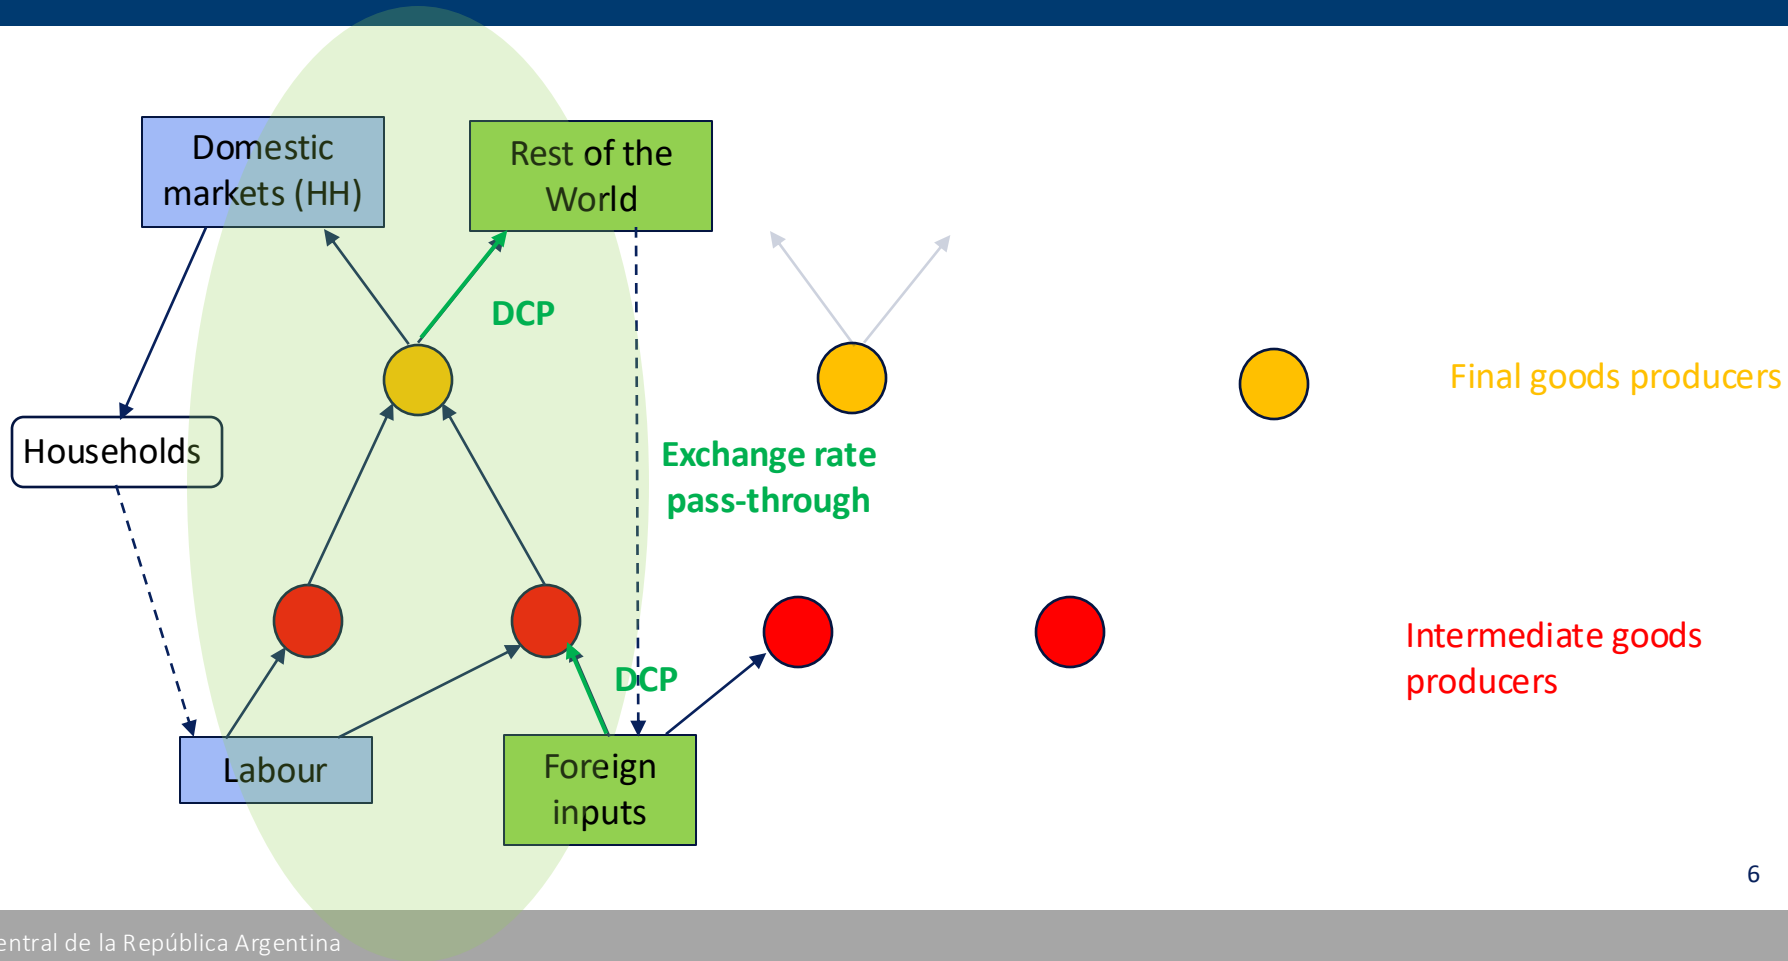 Domestic
markets (HH)
Rest of the
World
DCP
Final goods producers
Households
Exchange rate
pass-through
Intermediate goods
producers
DCP
Labour
Foreign
inputs
6
entral de la República Argentina